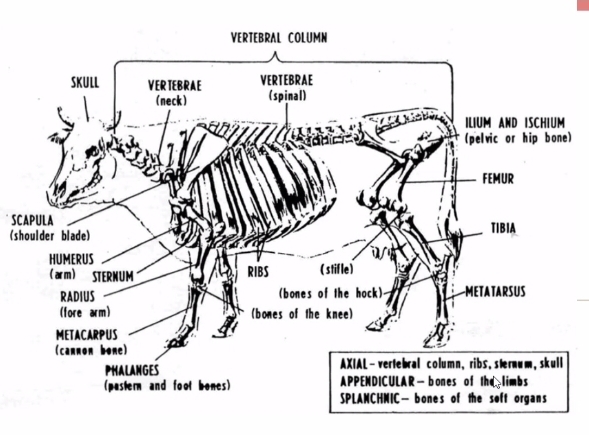 VERTEBRAL COLUMN
SKULL
VERTEBRAE
(neck)
VERTEBRAE
(spinal)
ILIUM AND ISCHIUM
(pelvic or hip bone)
FEMUR
TIBIA
SCAPULA
(shoulder blade)
HUMERUS
(arm)
STERNUM
RIBS
(stifle)
RADIUS
(fore arm)
(bones of the hock)
METATARSUS
(bones of the knee)
METACARPUS
(cannon bone)
PHALANGES
(pastern and foot bones)
AXIAL - vertebral column, ribs, sternum, skull
APPENDICULAR - bones of the limbs
SPLANCHNIC - bones of the soft organs